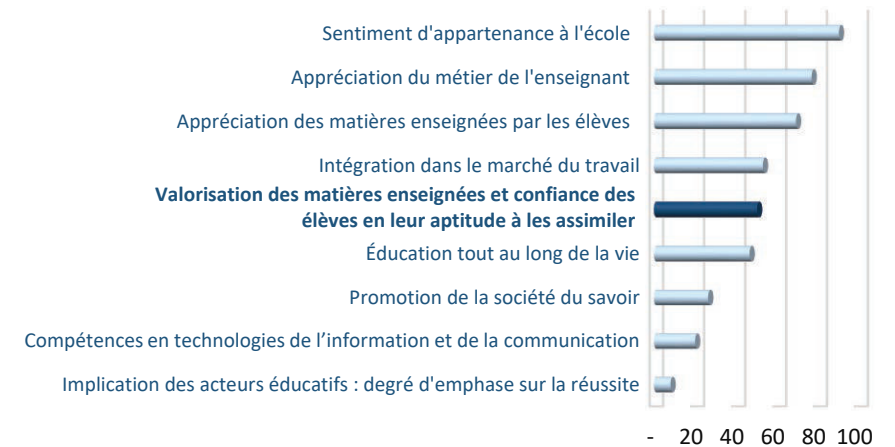 Sentiment d'appartenance à l'école
Appréciation du métier de l'enseignant
Appréciation des matières enseignées par les élèves
Intégration dans le marché du travail
Valorisation des matières enseignées et confiance des
élèves en leur aptitude à les assimiler
Éducation tout au long de la vie
Promotion de la société du savoir
Compétences en technologies de l’information et de la communication
Implication des acteurs éducatifs : degré d'emphase sur la réussite
- 20 40 60 80 100